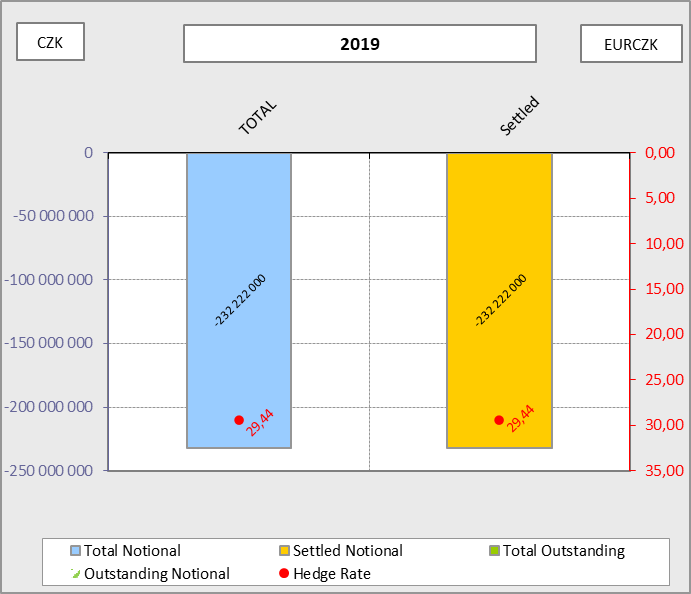 CZK
2019
EURCZK
TOTAL
Settled
0
-50 000 000
-100 000 000
-150 000 000
-200 000 000
-250 000 000
-232 222 000
-232 222 000
29,44
29,44
0,00
5,00
10,00
15,00
20,00
25,00
30,00
35,00
Total Notional
Settled Notional
Total Outstanding
Outstanding Notional
Hedge Rate